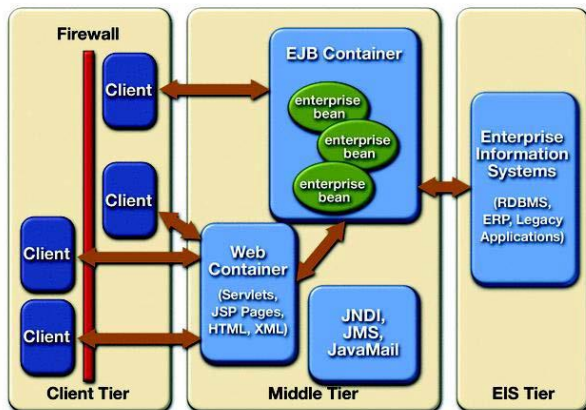 Firewall
Client
Client
Client
Client
Client Tier
EJB Container
enterprise
bean
enterprise
bean
enterprise
bean
Web
Container
(Servlets,
JSP Pages,
HTML, XML)
JNDI,
JMS,
JavaMail
Middle Tier
Enterprise
Information
Systems
(RDBMS,
ERP, Legacy
Applications)
EIS Tier